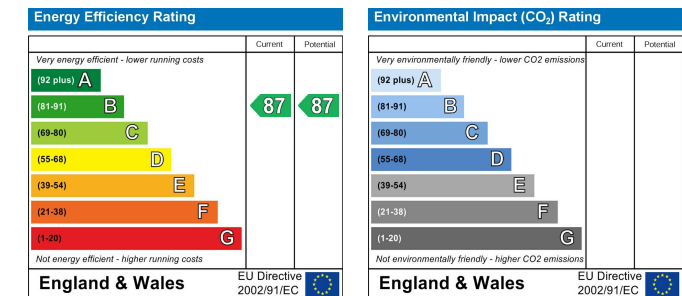 Energy Efficiency Rating
Current Potential
Very energy efficient - lower running costs
(92 plus) A
(81-91) B 87 87
(69-80) C
(55-68) D
(39-54) E
(21-38) F
(1-20) G
Not energy efficient - higher running costs
England & Wales
EU Directive
2002/91/EC
Environmental Impact (CO₂) Rating
Current Potential
Very environmentally friendly - lower CO2 emissions
(92 plus) A
(81-91) B
(69-80) C
(55-68) D
(39-54) E
(21-38) F
(1-20) G
Not environmentally friendly - higher CO2 emissions
England & Wales
EU Directive
2002/91/EC